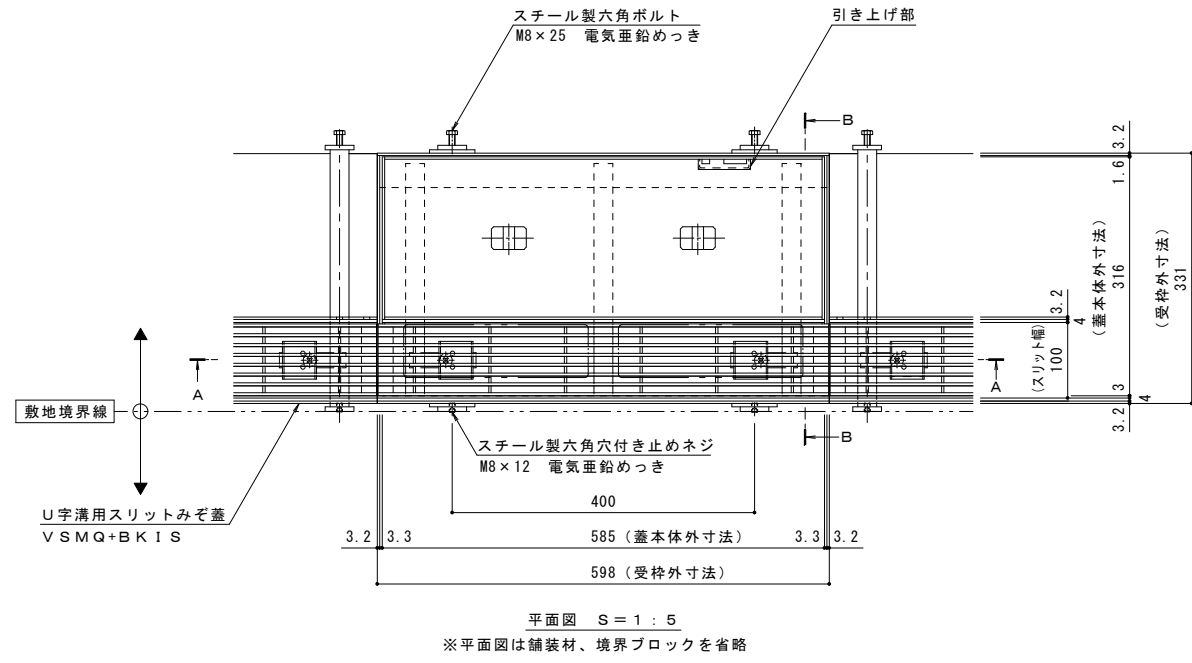 スチール製六角ボルト
M8×25 電気亜鉛めっき
引き上げ部
B
3.2
1.6
(蓋本体外寸法)
316
(受枠外寸法)
331
3.2
4
(スリット幅)
100
A
A
3
4
3.2
敷地境界線
B
スチール製六角穴付き止めネジ
M8×12 電気亜鉛めっき
400
U字溝用スリットみぞ蓋
VSMQ+BKIS
3.2 3.3 585(蓋本体外寸法) 3.3 3.2
598(受枠外寸法)
平面図 S=1:5
※平面図は舗装材、境界ブロックを省略